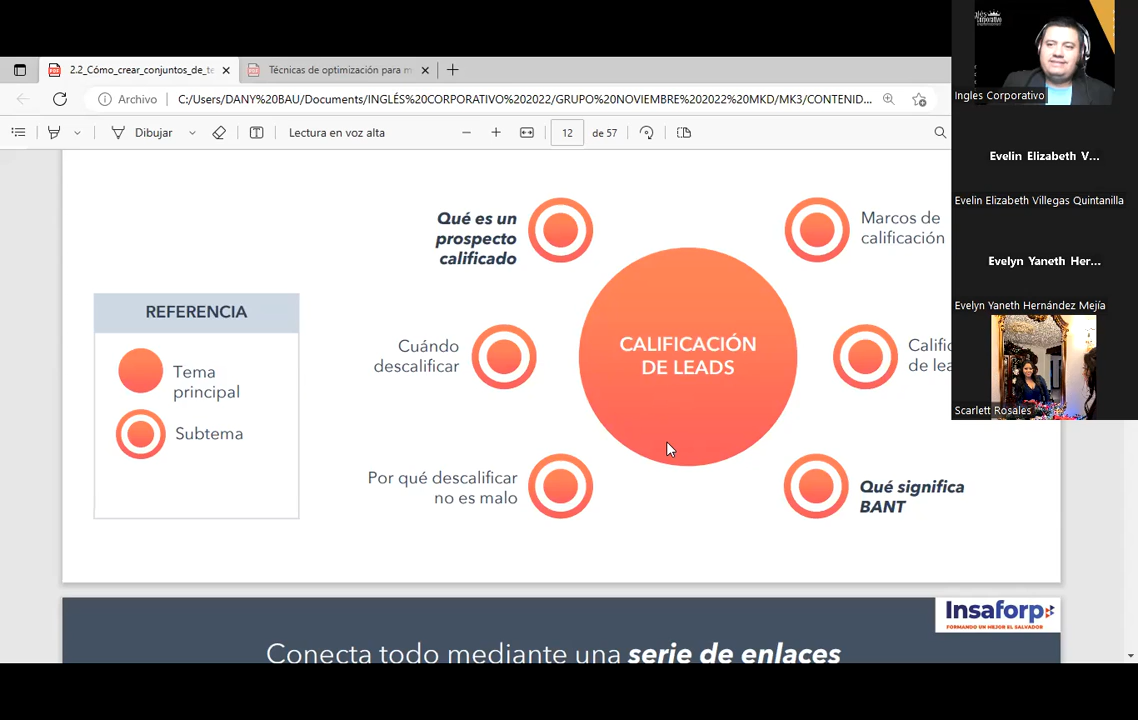 2.2_Cómo_crear_conjuntos_de_te
Técnicas de optimización para m
Archivo
C:/Users/DANY%20BAU/Documents/INGLÉS%20CORPORATIVO%202022/GRUPO%20NOVIEMBRE%202022%20MKD/MK3/CONTENID...
Dibujar
Lectura en voz alta
12
de 57
Qué es un
prospecto
calificado
Marcos de
calificación
REFERENCIA
Tema
principal
Subtema
Cuándo
descalificar
CALIFICACIÓN
DE LEADS
Califi
de lea
Por qué descalificar
no es malo
Qué significa
BANT
Insaforp
FORMANDO UN MEJOR EL SALVADOR
Conecta todo mediante una serie de enlaces
Ingles Corporativo
Evelin Elizabeth V...
Evelin Elizabeth Villegas Quintanilla
Evelyn Yaneth Her...
Evelyn Yaneth Hernández Mejía
Scarlett Rosales